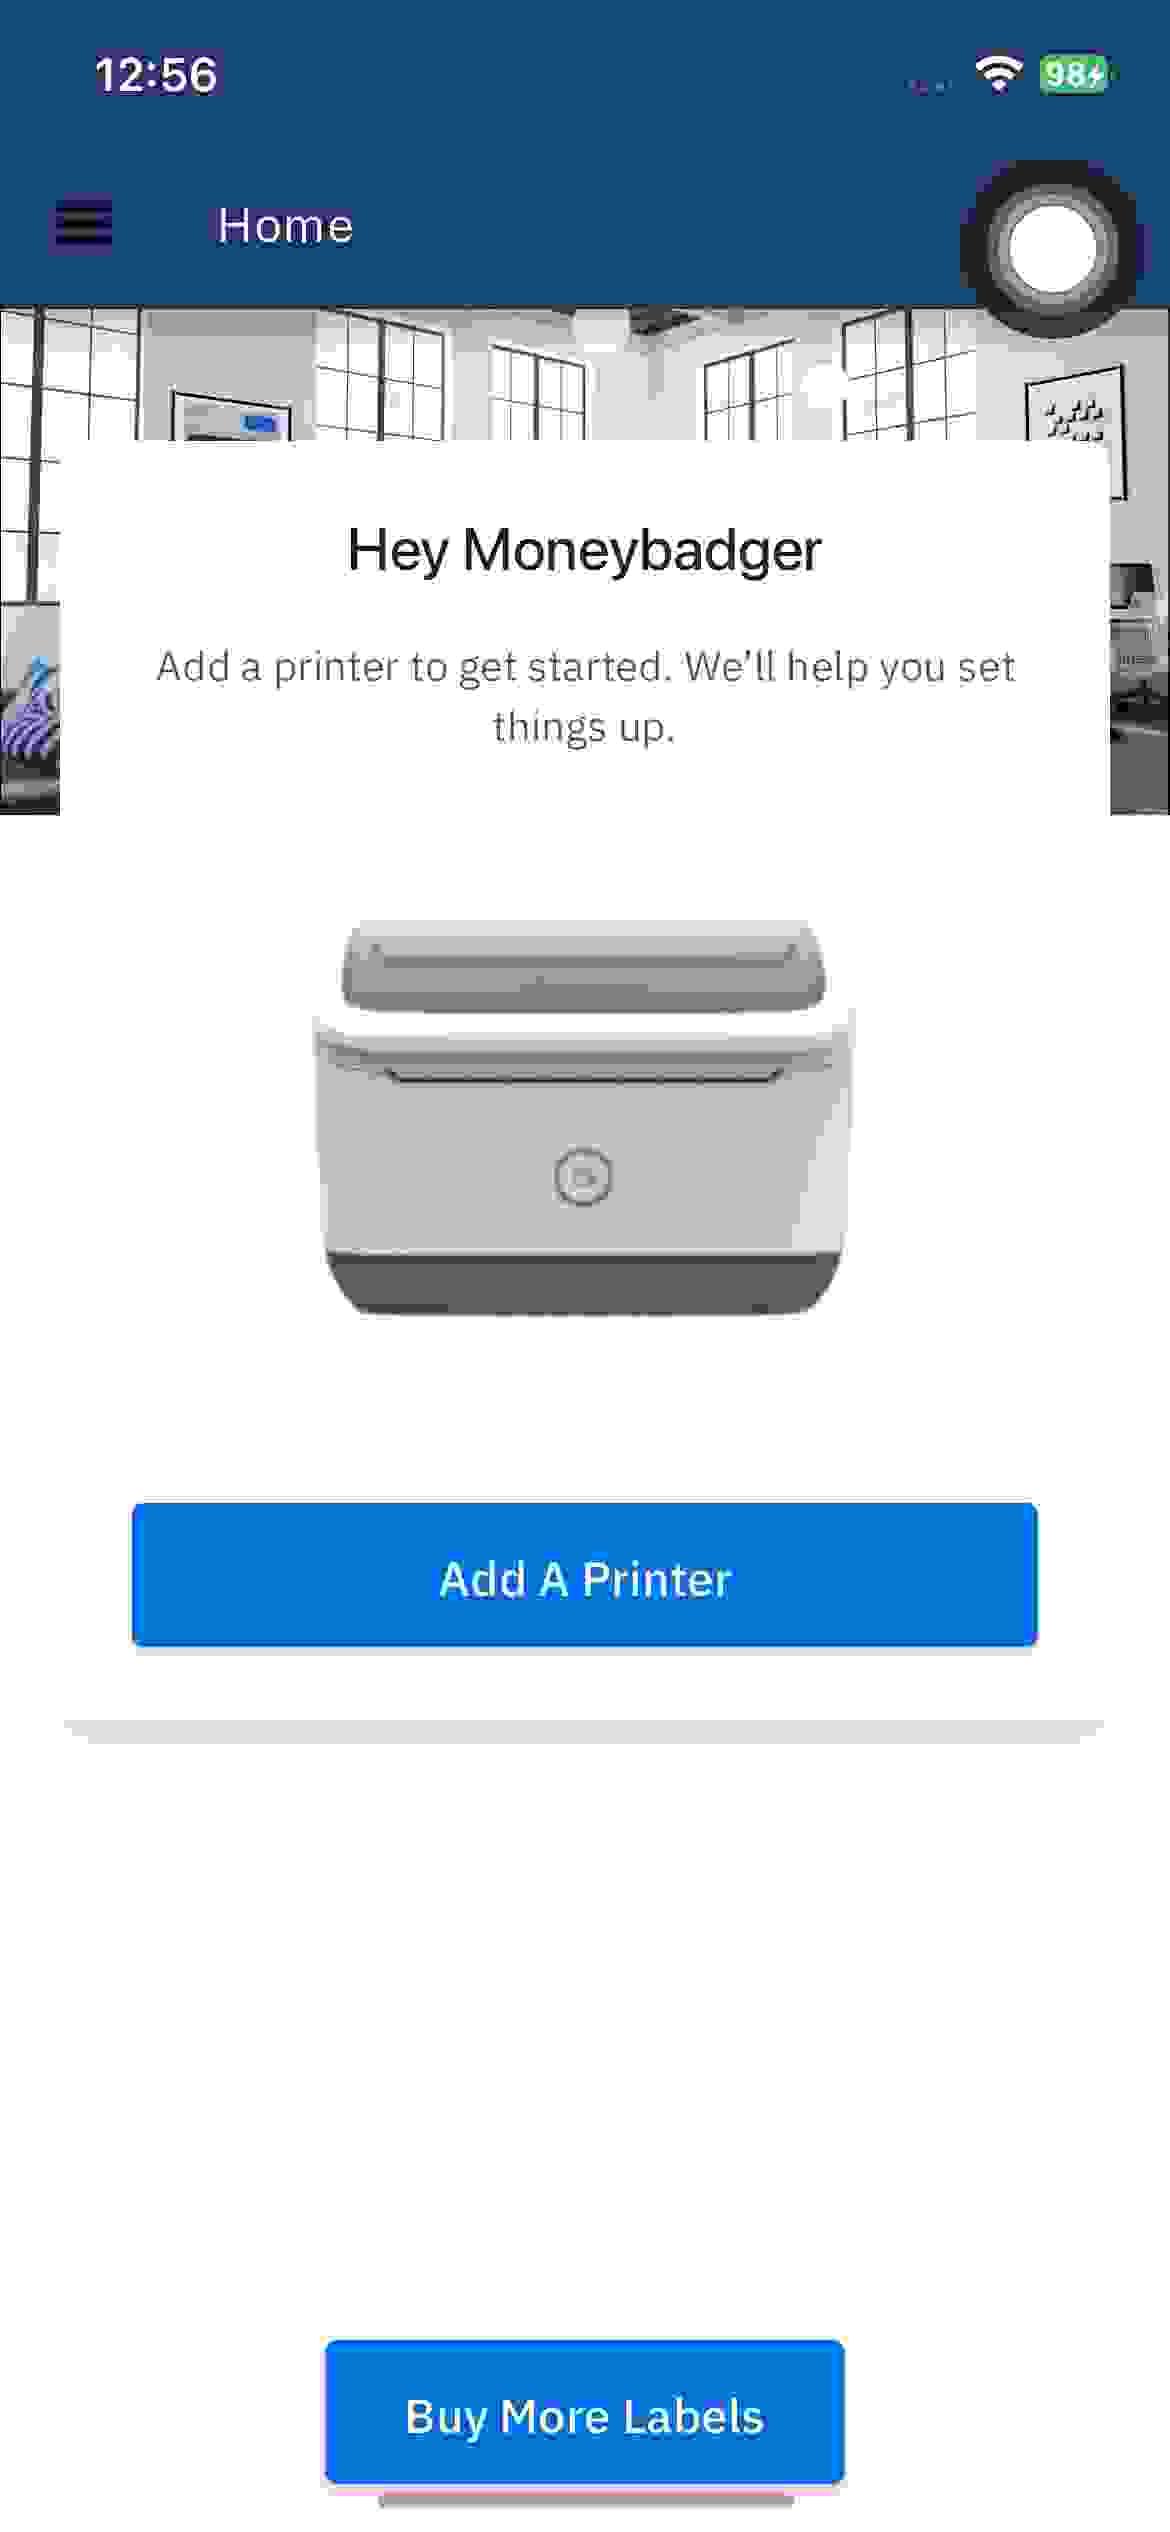 12:56
98
Home
Hey Moneybadger
Add a printer to get started. We'll help you set
things up.
Add A Printer
Buy More Labels